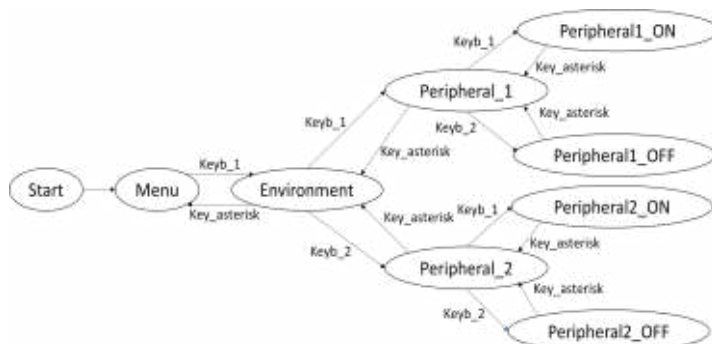 Peripheral1_ON
Keyb_1
Key_asterisk
Peripheral_1
Key_asterisk
Keyb_1
Keyb_2
Key_asterisk
Peripheral1_OFF
Keyb_1
Start
Menu
Environment
Key_asterisk
Key_asterisk
Keyb_1
Peripheral2_ON
Key_asterisk
Keyb_2
Peripheral_2
Key_asterisk
Keyb_2
Peripheral2_OFF